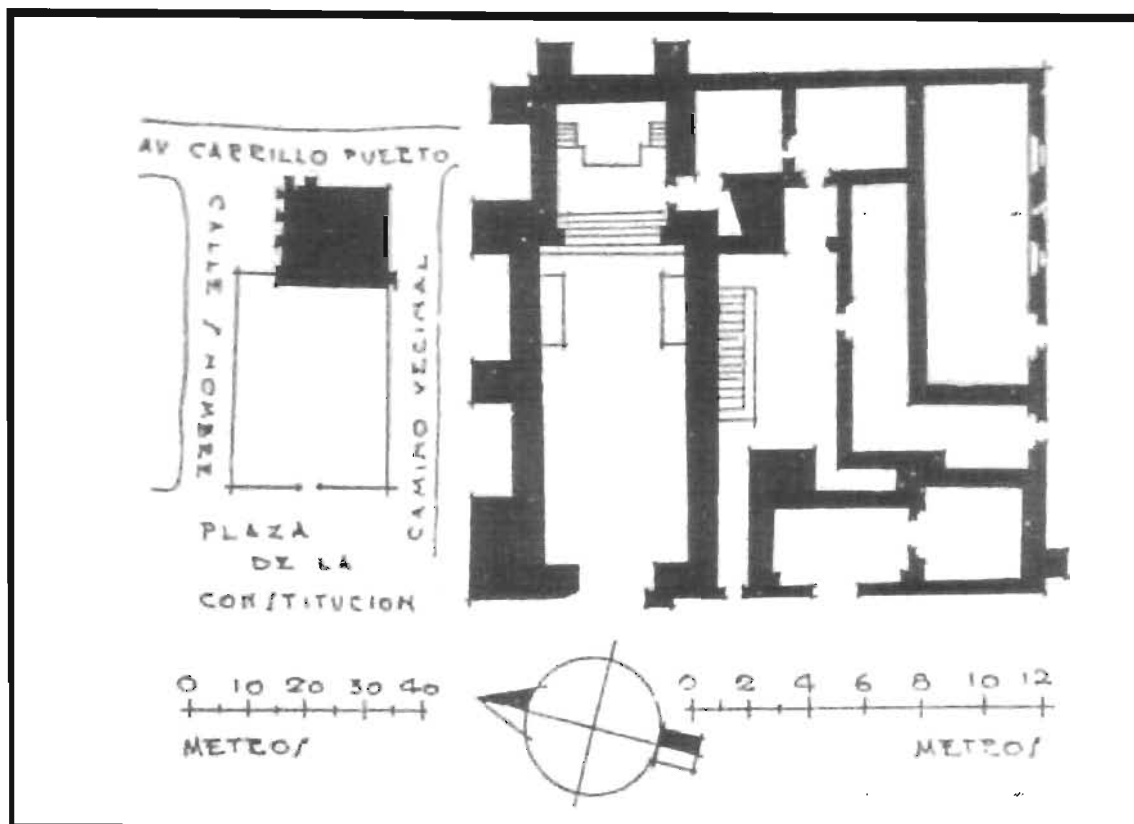 AV CARRILLO PUERTO
CALLE S/ NOMBRE
CAMINO VECINAL
PLAZA
DE LA
CONSTITUCION
0 10 20 30 40
METROS
0 2 4 6 8 10 12
METROS